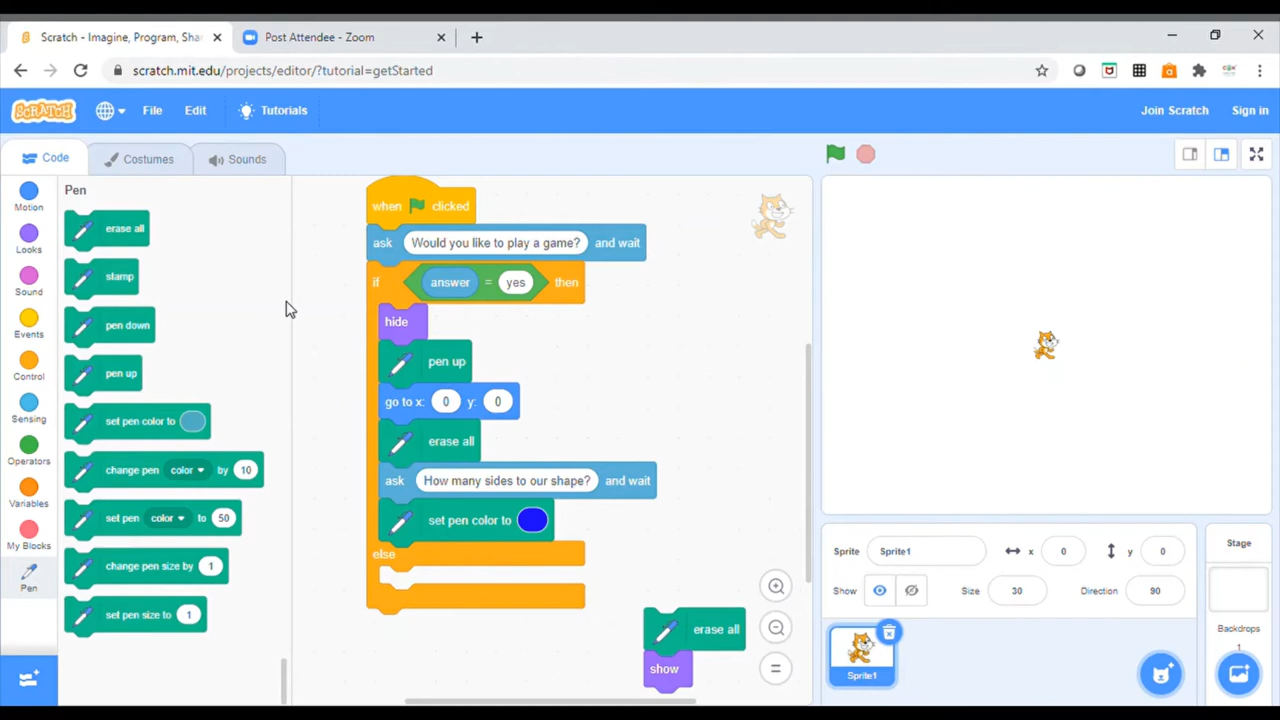 Scratch - Imagine, Program, Sha
Post Attendee - Zoom
scratch.mit.edu/projects/editor/?tutorial=getStarted
SCRATCH
File
Edit
Tutorials
Join Scratch
Sign in
Code
Costumes
Sounds
Motion
Looks
Sound
Events
Control
Sensing
Operators
Variables
My Blocks
Pen
Pen
erase all
stamp
pen down
pen up
set pen color to
change pen color by 10
set pen color to 50
change pen size by 1
set pen size to 1
when clicked
ask Would you like to play a game? and wait
if answer = yes then
hide
pen up
go to x: 0 y: 0
erase all
ask How many sides to our shape? and wait
set pen color to
else
erase all
show
Sprite Sprite1 x 0 y 0
Show Size 30 Direction 90
Sprite1
Stage
Backdrops
1